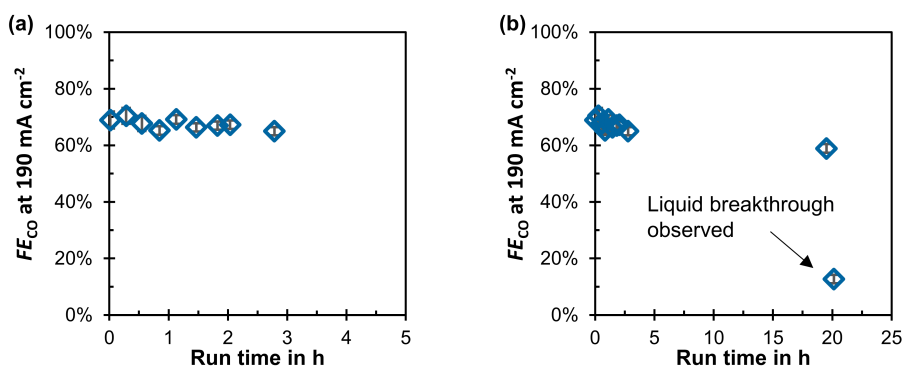 (a)
100%
80%
60%
40%
20%
0%
FE_CO at 190 mA cm⁻²
0 1 2 3 4 5
Run time in h
(b)
100%
80%
60%
40%
20%
0%
FE_CO at 190 mA cm⁻²
Liquid breakthrough
observed
0 5 10 15 20 25
Run time in h